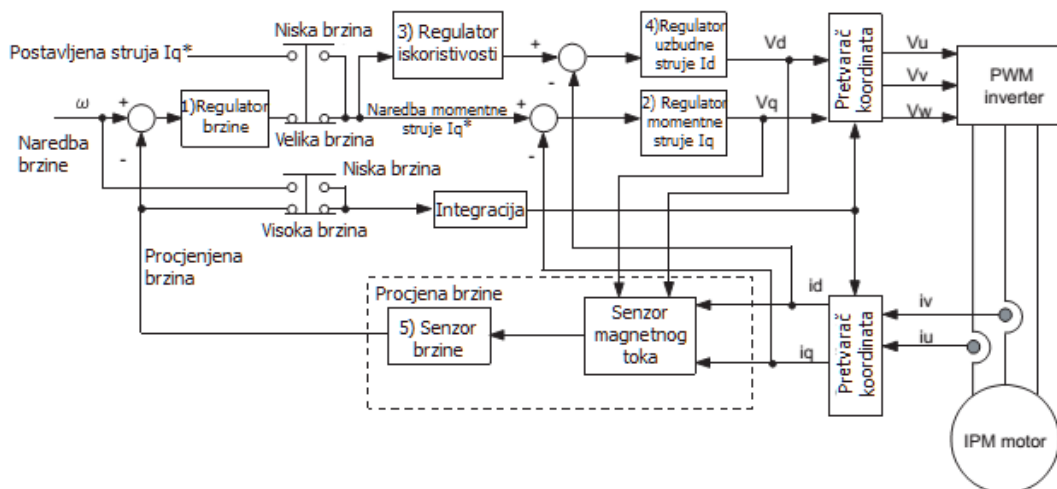 Niska brzina
Postavljena struja Iq*
3) Regulator
iskoristivosti
+
-
4)Regulator
uzbudne
struje Id
Vd
Pretvarač
koordinata
Vu
Vv
Vw
PWM
inverter
ω
+
-
Naredba
brzine
1)Regulator
brzine
Velika brzina
Naredba momentne
struje Iq*
+
-
2) Regulator
momentne
struje Iq
Vq
Niska brzina
Visoka brzina
Integracija
Procjenjena
brzina
Procjena brzine
5) Senzor
brzine
Senzor
magnetnog
toka
id
iq
Pretvarač
koordinata
iv
iu
IPM motor